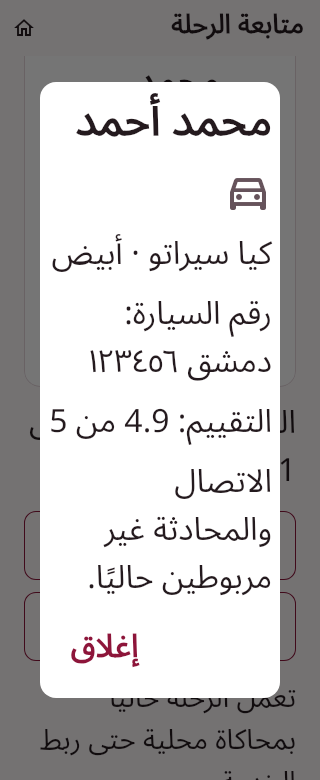 متابعة الرحلة
محمد أحمد
كيا سيراتو · أبيض
رقم السيارة:
دمشق ١٢٣٤٥٦
التقييم: 4.9 من 5
الاتصال
والمحادثة غير
مربوطين حاليًا.
إغلاق
تعمل الرحلة حاليًا
بمحاكاة محلية حتى ربط